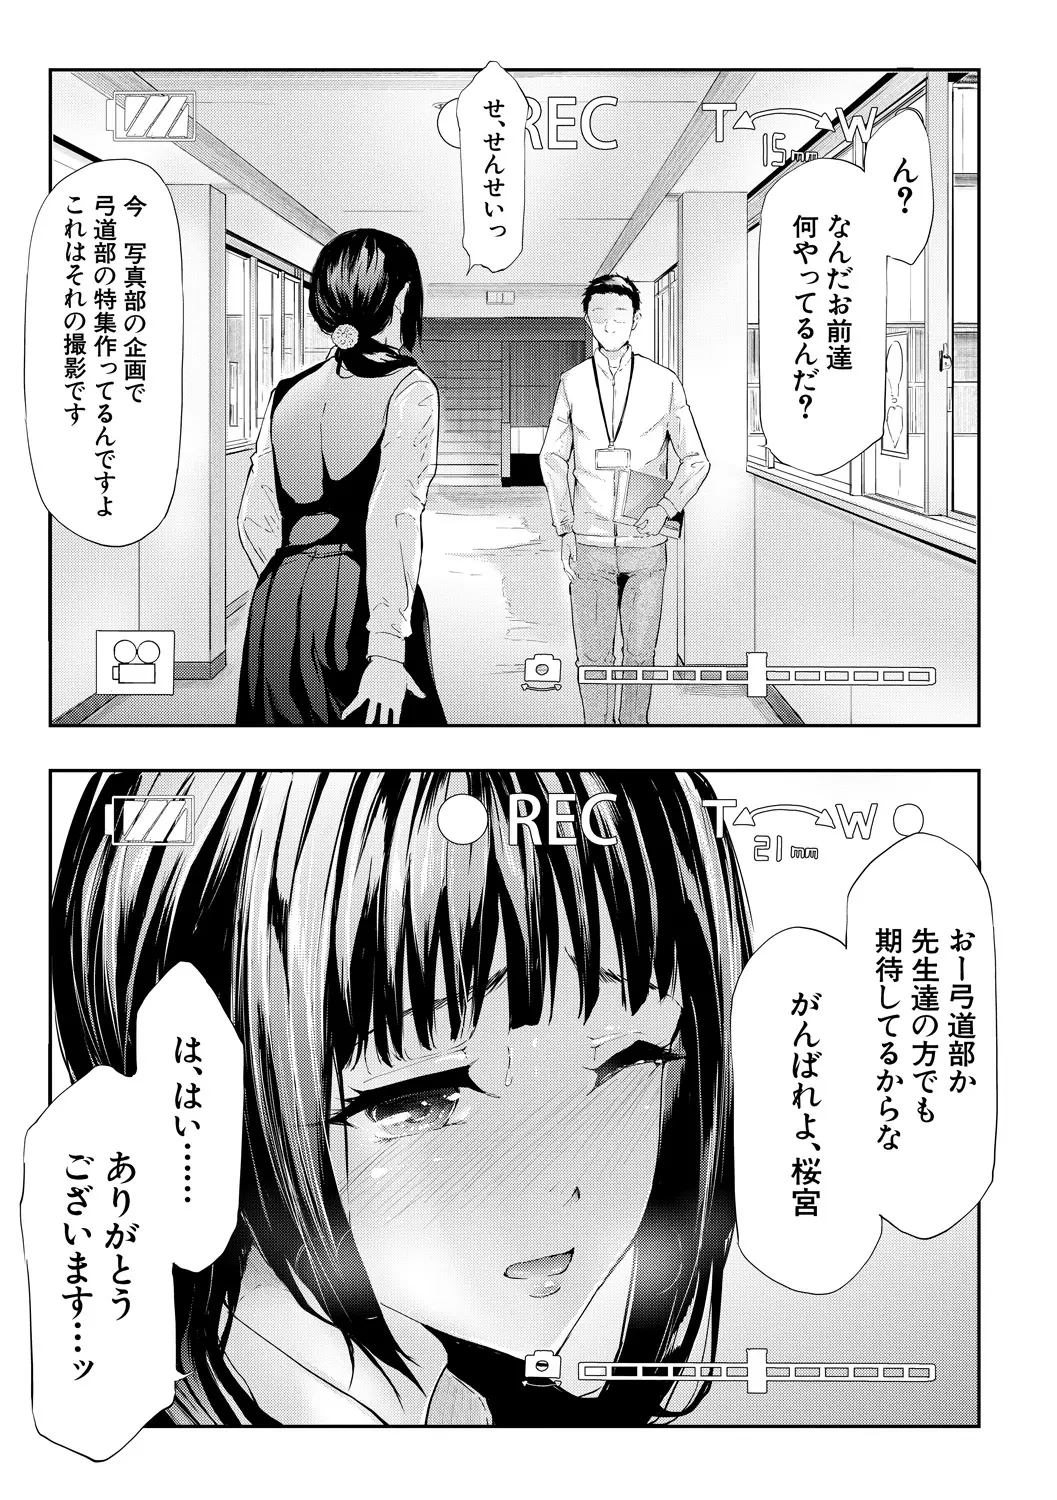 REC
T W
15mm
せ、せんせいっ
ん?
なんだお前達
何やってるんだ?
今 写真部の企画で
弓道部の特集作ってるんですよ
これはそれの撮影です
REC
T W
21mm
おー弓道部か
先生達の方でも
期待してるからな
がんばれよ、桜宮
は、はい……
ありがとう
ございます…ッ